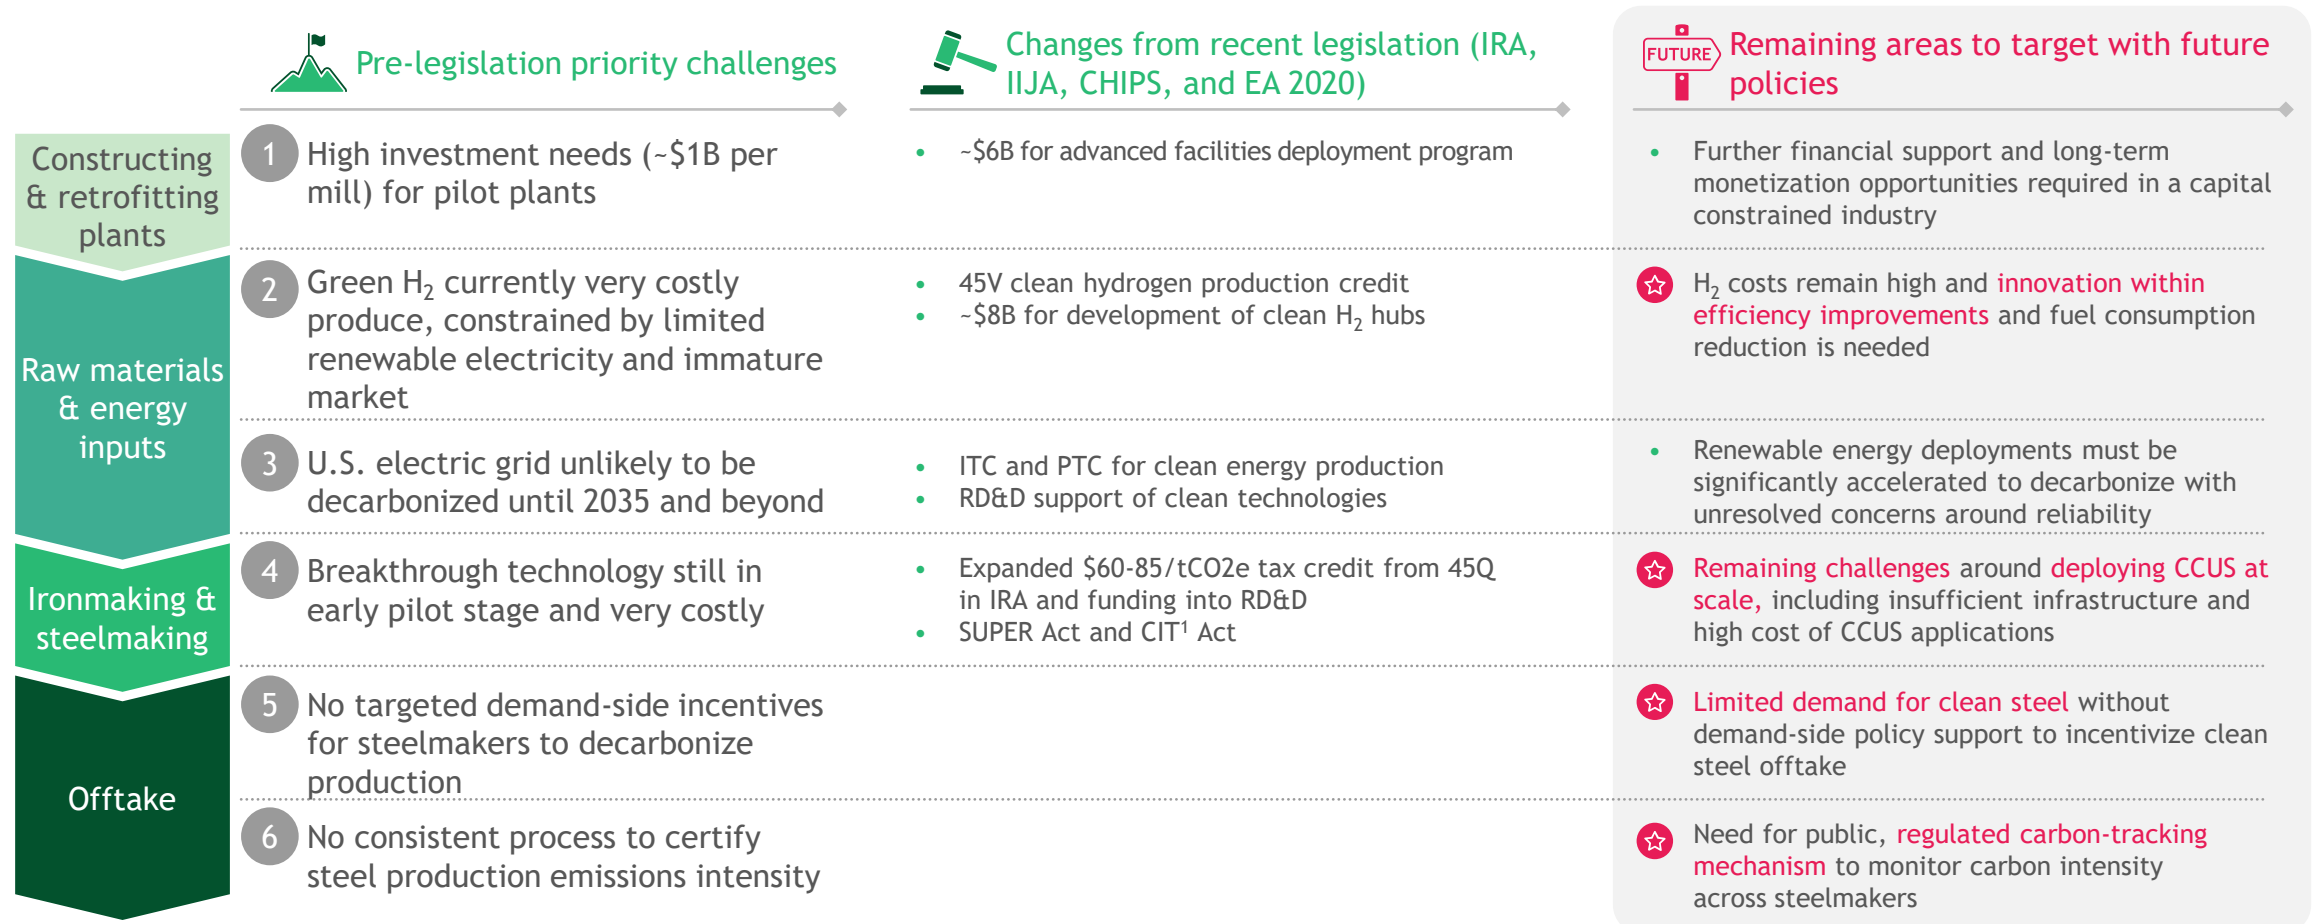 Pre-legislation priority challenges
Changes from recent legislation (IRA,
IIJA, CHIPS, and EA 2020)
FUTURE
Remaining areas to target with future
policies
Constructing
& retrofitting
plants
1
High investment needs (~$1B per
mill) for pilot plants
• ~$6B for advanced facilities deployment program
• Further financial support and long-term
monetization opportunities required in a capital
constrained industry
Raw materials
& energy
inputs
2
Green H₂ currently very costly
produce, constrained by limited
renewable electricity and immature
market
• 45V clean hydrogen production credit
• ~$8B for development of clean H₂ hubs
H₂ costs remain high and innovation within
efficiency improvements and fuel consumption
reduction is needed
3
U.S. electric grid unlikely to be
decarbonized until 2035 and beyond
• ITC and PTC for clean energy production
• RD&D support of clean technologies
• Renewable energy deployments must be
significantly accelerated to decarbonize with
unresolved concerns around reliability
Ironmaking &
steelmaking
4
Breakthrough technology still in
early pilot stage and very costly
• Expanded $60-85/tCO2e tax credit from 45Q
in IRA and funding into RD&D
• SUPER Act and CIT¹ Act
Remaining challenges around deploying CCUS at
scale, including insufficient infrastructure and
high cost of CCUS applications
Offtake
5
No targeted demand-side incentives
for steelmakers to decarbonize
production
Limited demand for clean steel without
demand-side policy support to incentivize clean
steel offtake
6
No consistent process to certify
steel production emissions intensity
Need for public, regulated carbon-tracking
mechanism to monitor carbon intensity
across steelmakers